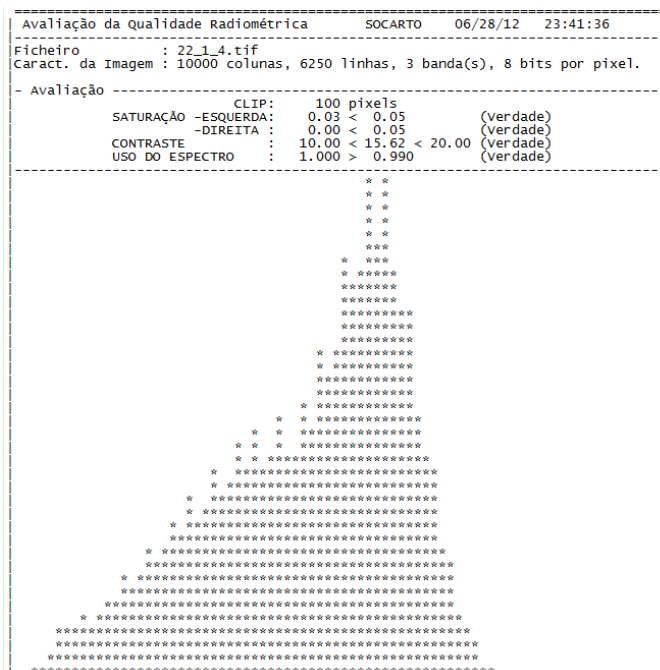 Avaliação da Qualidade Radiométrica SOCARTO 06/28/12 23:41:36
Ficheiro : 22_1_4.tif
Caract. da Imagem : 10000 colunas, 6250 linhas, 3 banda(s), 8 bits por pixel.
- Avaliação
CLIP: 100 pixels
SATURAÇÃO -ESQUERDA: 0.03 < 0.05 (Verdade)
-DIREITA : 0.00 < 0.05 (Verdade)
CONTRASTE : 10.00 < 15.62 < 20.00 (Verdade)
USO DO ESPECTRO : 1.000 > 0.990 (Verdade)